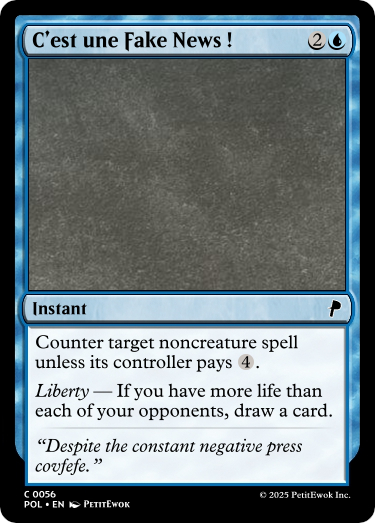 C'est une Fake News ! 2
Instant
Counter target noncreature spell
unless its controller pays 4.
Liberty — If you have more life than
each of your opponents, draw a card.
“Despite the constant negative press
covfefe.”
C 0056
POL • EN PetitEwok
© 2025 PetitEwok Inc.